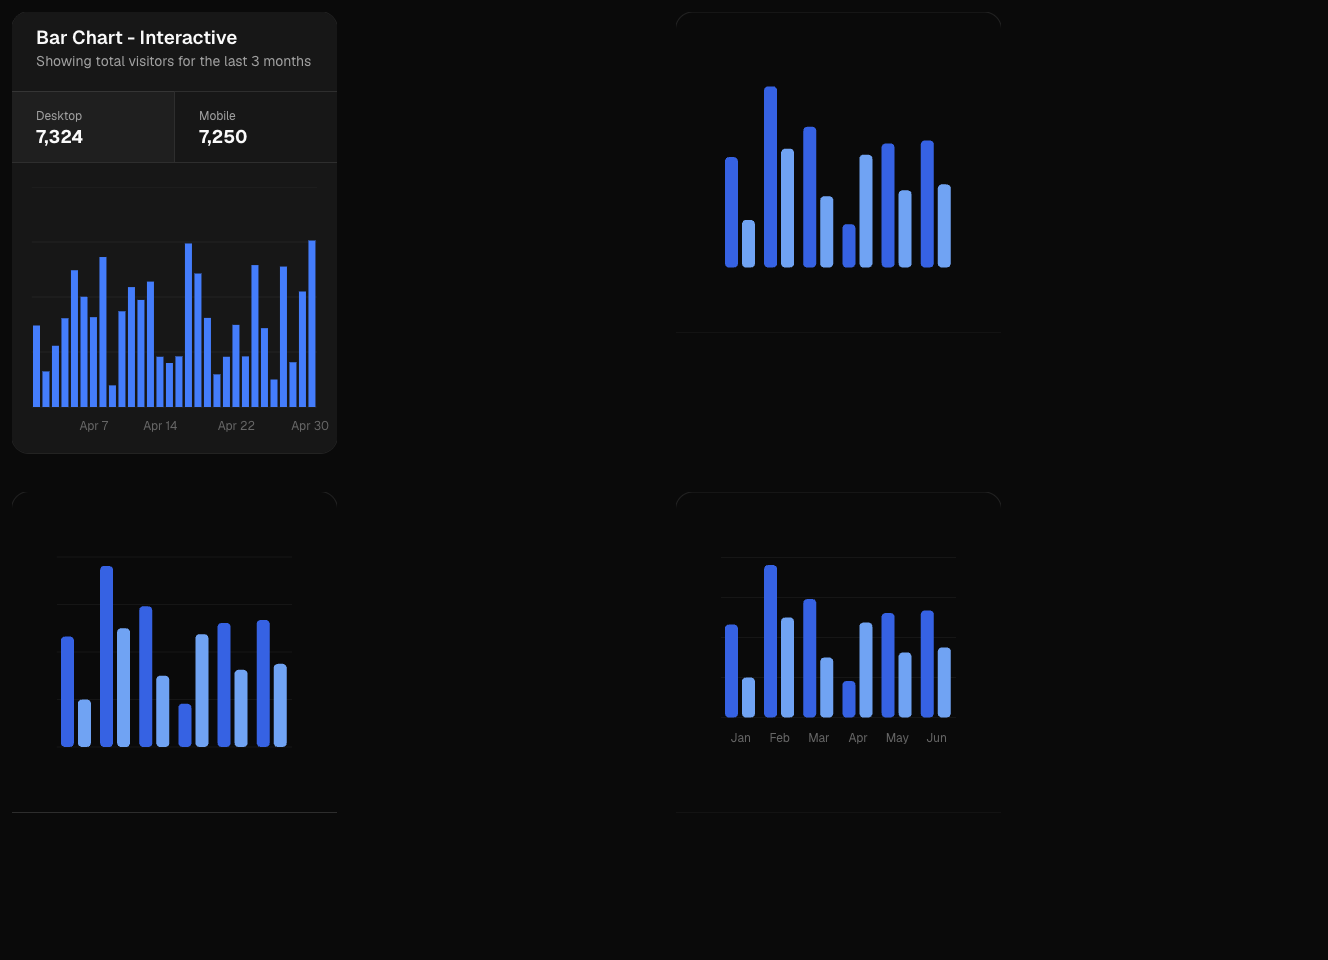 Bar Chart - Interactive
Showing total visitors for the last 3 months
Desktop
7,324
Mobile
7,250
Apr 7 Apr 14 Apr 22 Apr 30
Jan Feb Mar Apr May Jun